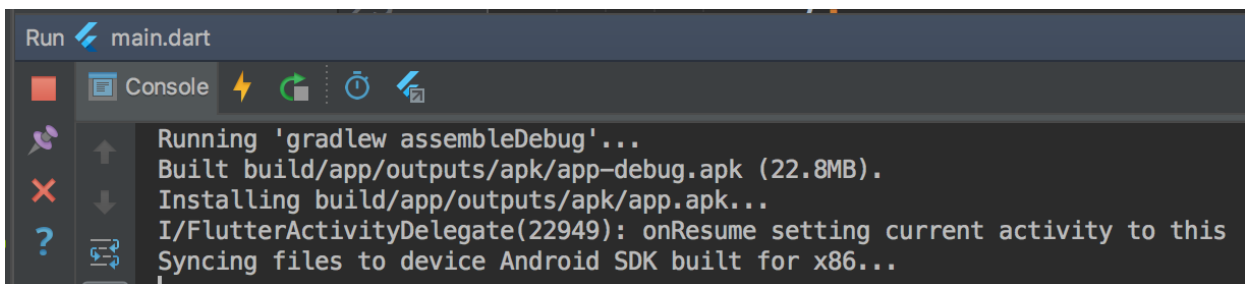 Run main.dart
Console
Running 'gradlew assembleDebug'...
Built build/app/outputs/apk/app-debug.apk (22.8MB).
Installing build/app/outputs/apk/app.apk...
I/FlutterActivityDelegate(22949): onResume setting current activity to this
Syncing files to device Android SDK built for x86...